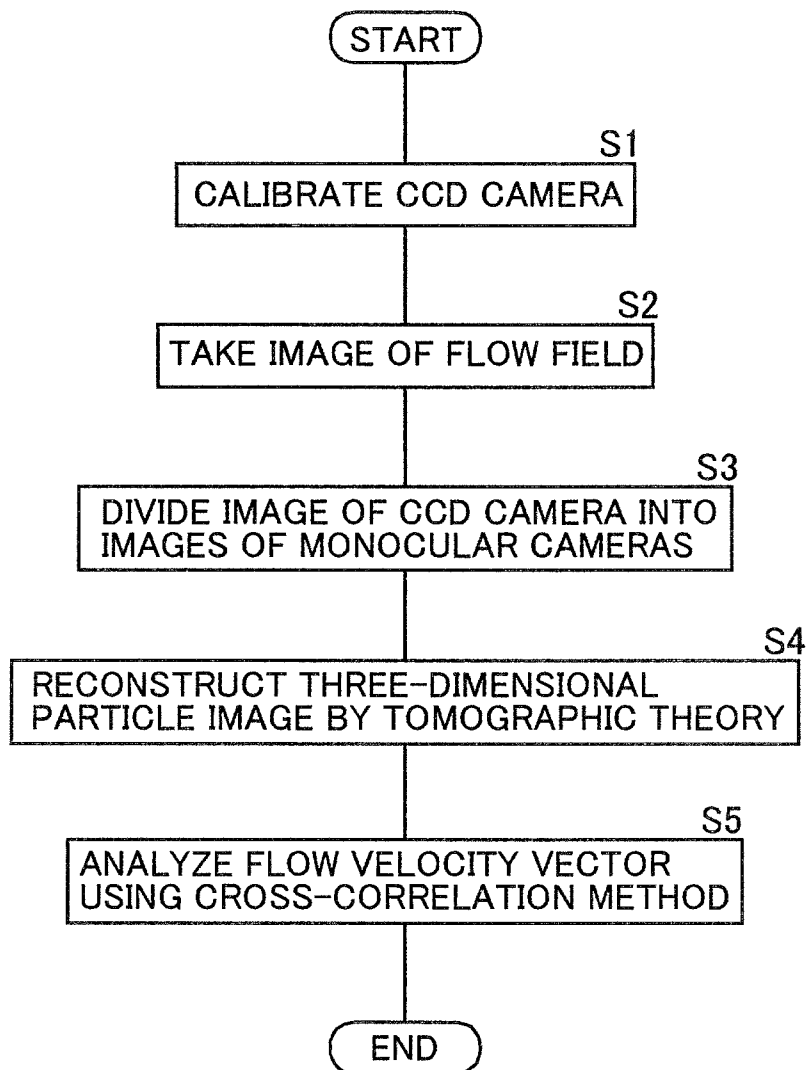 START
S1
CALIBRATE CCD CAMERA
S2
TAKE IMAGE OF FLOW FIELD
S3
DIVIDE IMAGE OF CCD CAMERA INTO
IMAGES OF MONOCULAR CAMERAS
S4
RECONSTRUCT THREE-DIMENSIONAL
PARTICLE IMAGE BY TOMOGRAPHIC THEORY
S5
ANALYZE FLOW VELOCITY VECTOR
USING CROSS-CORRELATION METHOD
END